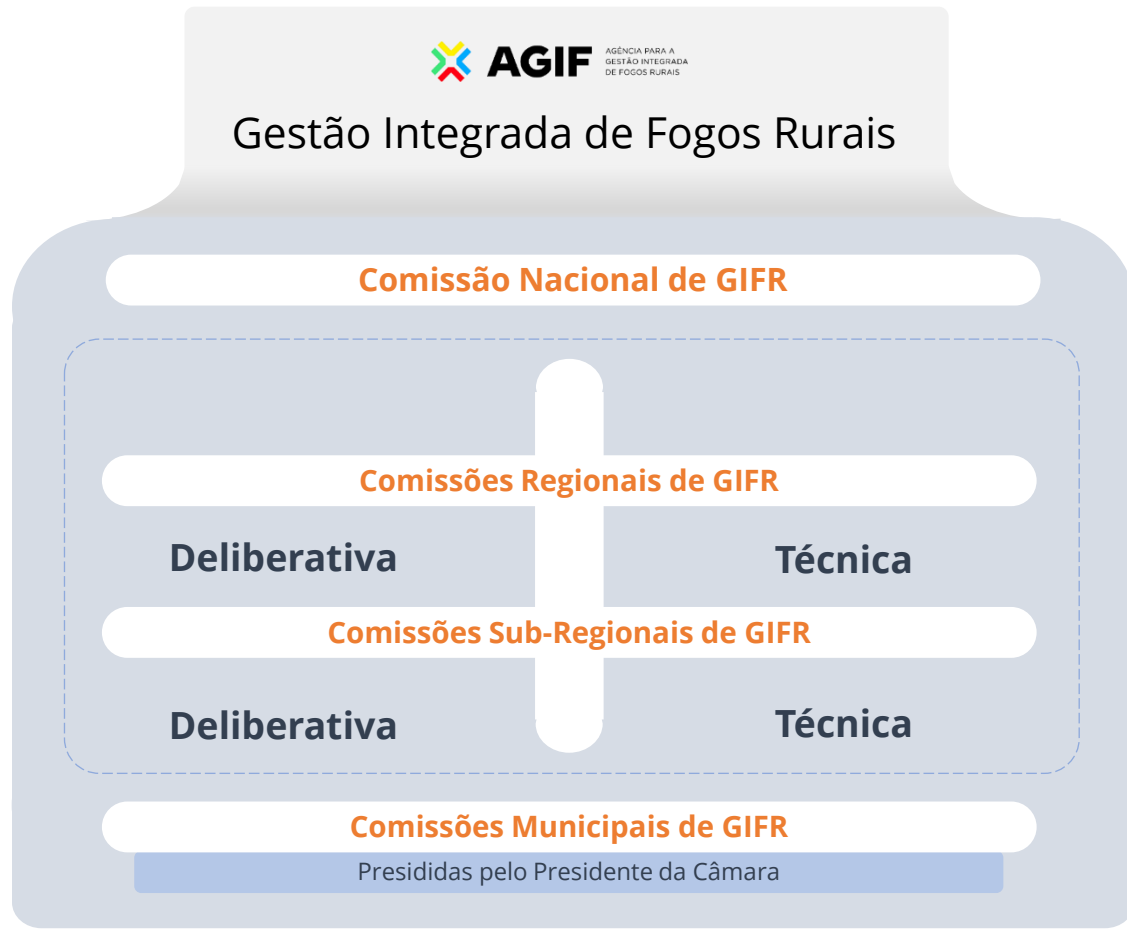 AGIF
AGÊNCIA PARA A
GESTÃO INTEGRADA
DE FOGOS RURAIS
Gestão Integrada de Fogos Rurais
Comissão Nacional de GIFR
Comissões Regionais de GIFR
Deliberativa
Técnica
Comissões Sub-Regionais de GIFR
Deliberativa
Técnica
Comissões Municipais de GIFR
Presididas pelo Presidente da Câmara